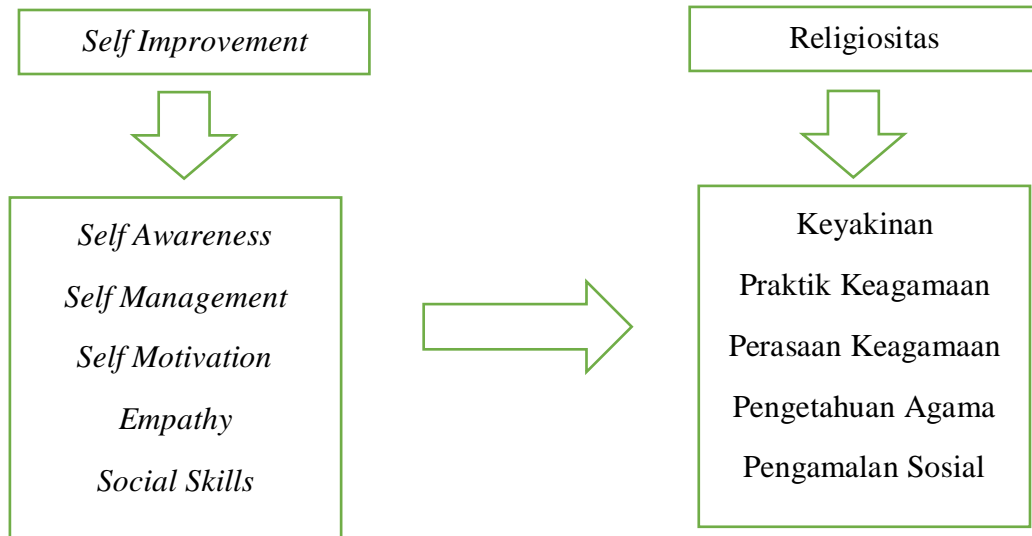 Self Improvement
Religiositas
Self Awareness
Self Management
Self Motivation
Empathy
Social Skills
Keyakinan
Praktik Keagamaan
Perasaan Keagamaan
Pengetahuan Agama
Pengamalan Sosial